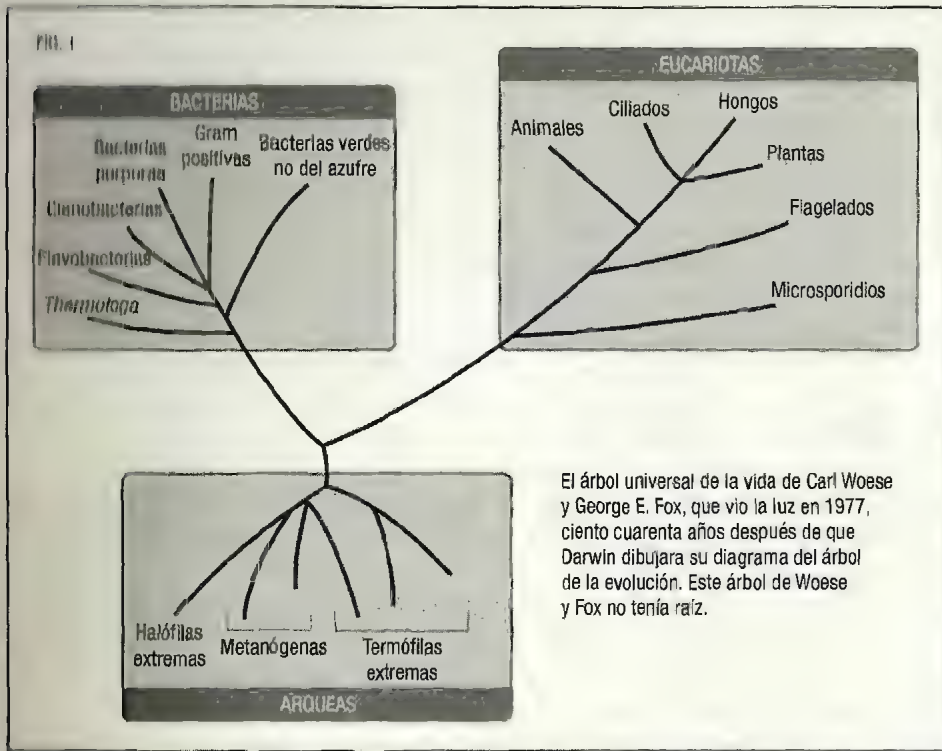 FIG. 1
BACTERIAS
Bacterias
purpúreas
Gram
positivas
Bacterias verdes
no del azufre
Cianobacterias
Flavobacterias
Thermotoga
EUCARIOTAS
Animales
Ciliados
Hongos
Plantas
Flagelados
Microsporidios
Halófilas
extremas
Metanógenas
Termófilas
extremas
ARQUEAS
El árbol universal de la vida de Carl Woese
y George E. Fox, que vio la luz en 1977,
ciento cuarenta años después de que
Darwin dibujara su diagrama del árbol
de la evolución. Este árbol de Woese
y Fox no tenía raíz.